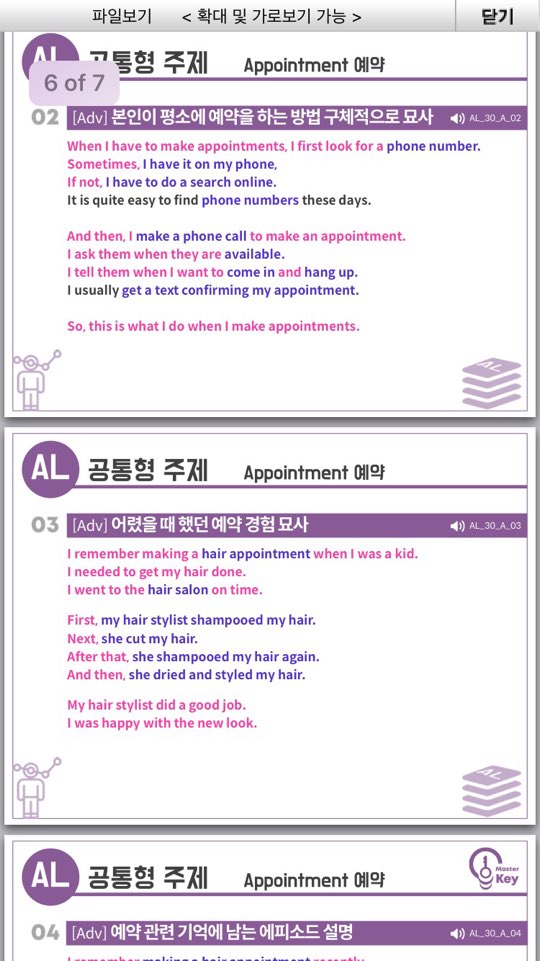 파일보기 < 확대 및 가로보기 가능 > 닫기
AL 공통형 주제 Appointment 예약
6 of 7
02 [Adv] 본인이 평소에 예약을 하는 방법 구체적으로 묘사 AL_30_A_02
When I have to make appointments, I first look for a phone number.
Sometimes, I have it on my phone,
If not, I have to do a search online.
It is quite easy to find phone numbers these days.
And then, I make a phone call to make an appointment.
I ask them when they are available.
I tell them when I want to come in and hang up.
I usually get a text confirming my appointment.
So, this is what I do when I make appointments.
AL
AL 공통형 주제 Appointment 예약
03 [Adv] 어렸을 때 했던 예약 경험 묘사 AL_30_A_03
I remember making a hair appointment when I was a kid.
I needed to get my hair done.
I went to the hair salon on time.
First, my hair stylist shampooed my hair.
Next, she cut my hair.
After that, she shampooed my hair again.
And then, she dried and styled my hair.
My hair stylist did a good job.
I was happy with the new look.
AL
AL 공통형 주제 Appointment 예약
Master
Key
04 [Adv] 예약 관련 기억에 남는 에피소드 설명 AL_30_A_04
I remember making a hair appointment recently.